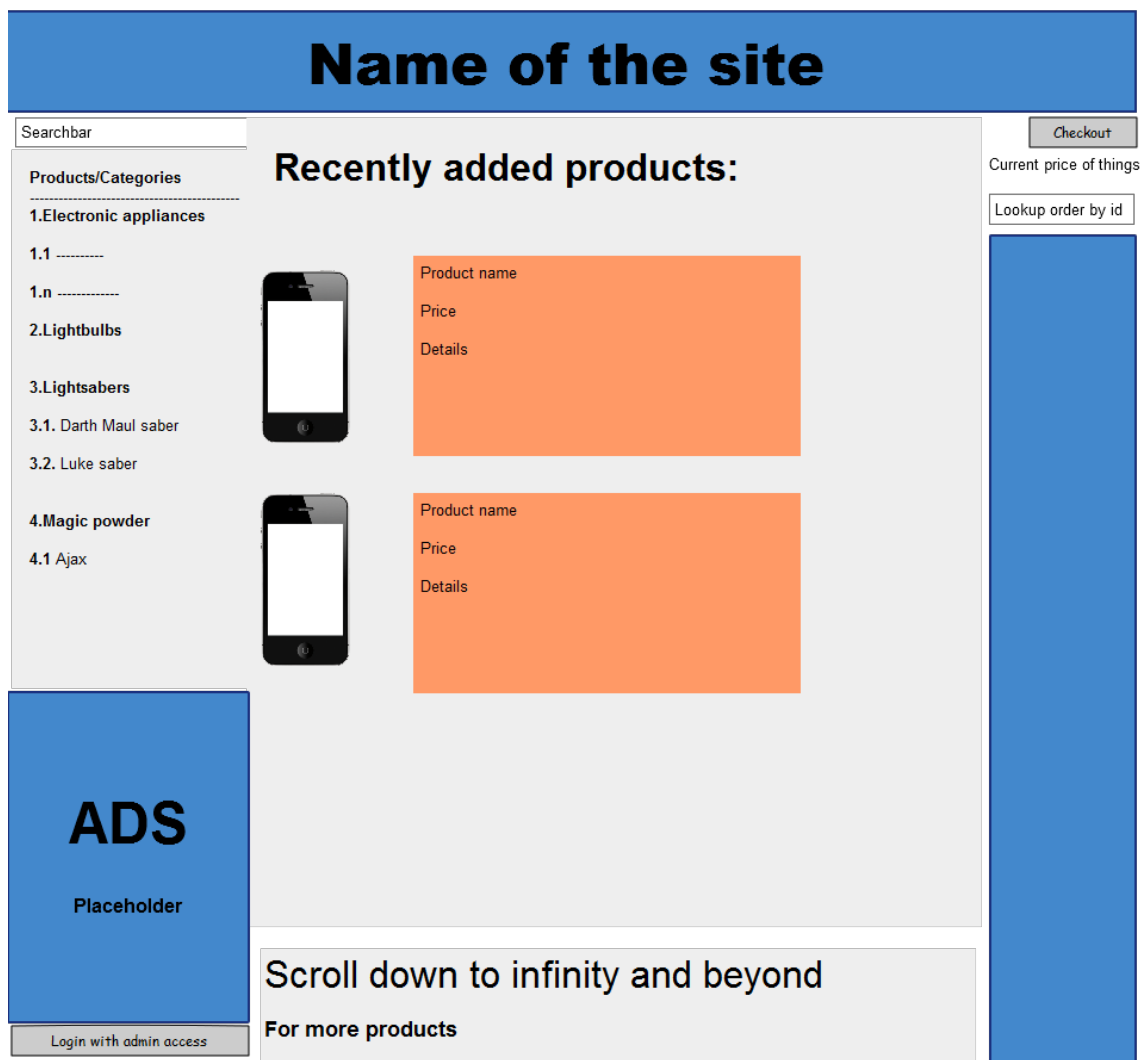 Name of the site
Searchbar
Products/Categories
--------------------------------------------
1.Electronic appliances
1.1 ----------
1.n -------------
2.Lightbulbs
3.Lightsabers
3.1. Darth Maul saber
3.2. Luke saber
4.Magic powder
4.1 Ajax
ADS
Placeholder
Login with admin access
Recently added products:
Product name
Price
Details
Product name
Price
Details
Scroll down to infinity and beyond
For more products
Checkout
Current price of things
Lookup order by id